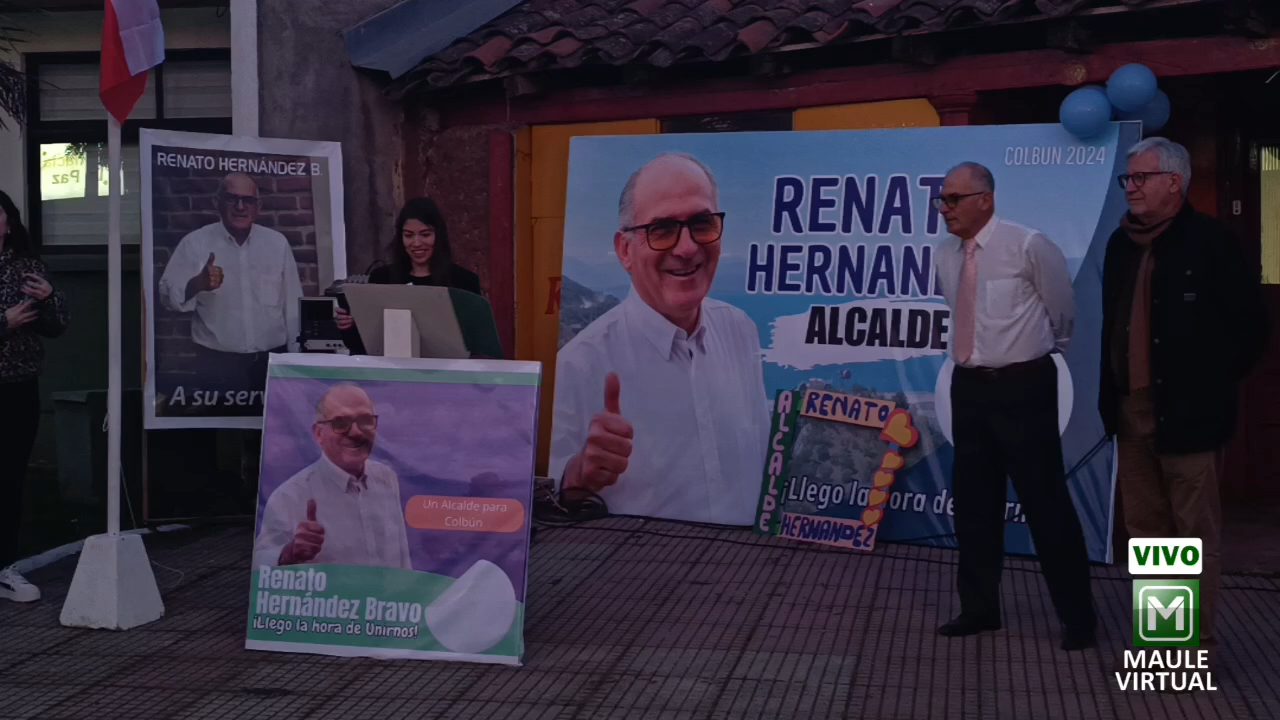 Paz
RENATO HERNÁNDEZ B.
A su serv
COLBUN 2024
RENAT
HERNAN
ALCALDE
RENATO
ALCALDE
HERNANDEZ
¡Llego la hora de
Un Alcalde para
Colbún
Renato
Hernández Bravo
¡Llego la hora de Unirnos!
VIVO
M
MAULE
VIRTUAL